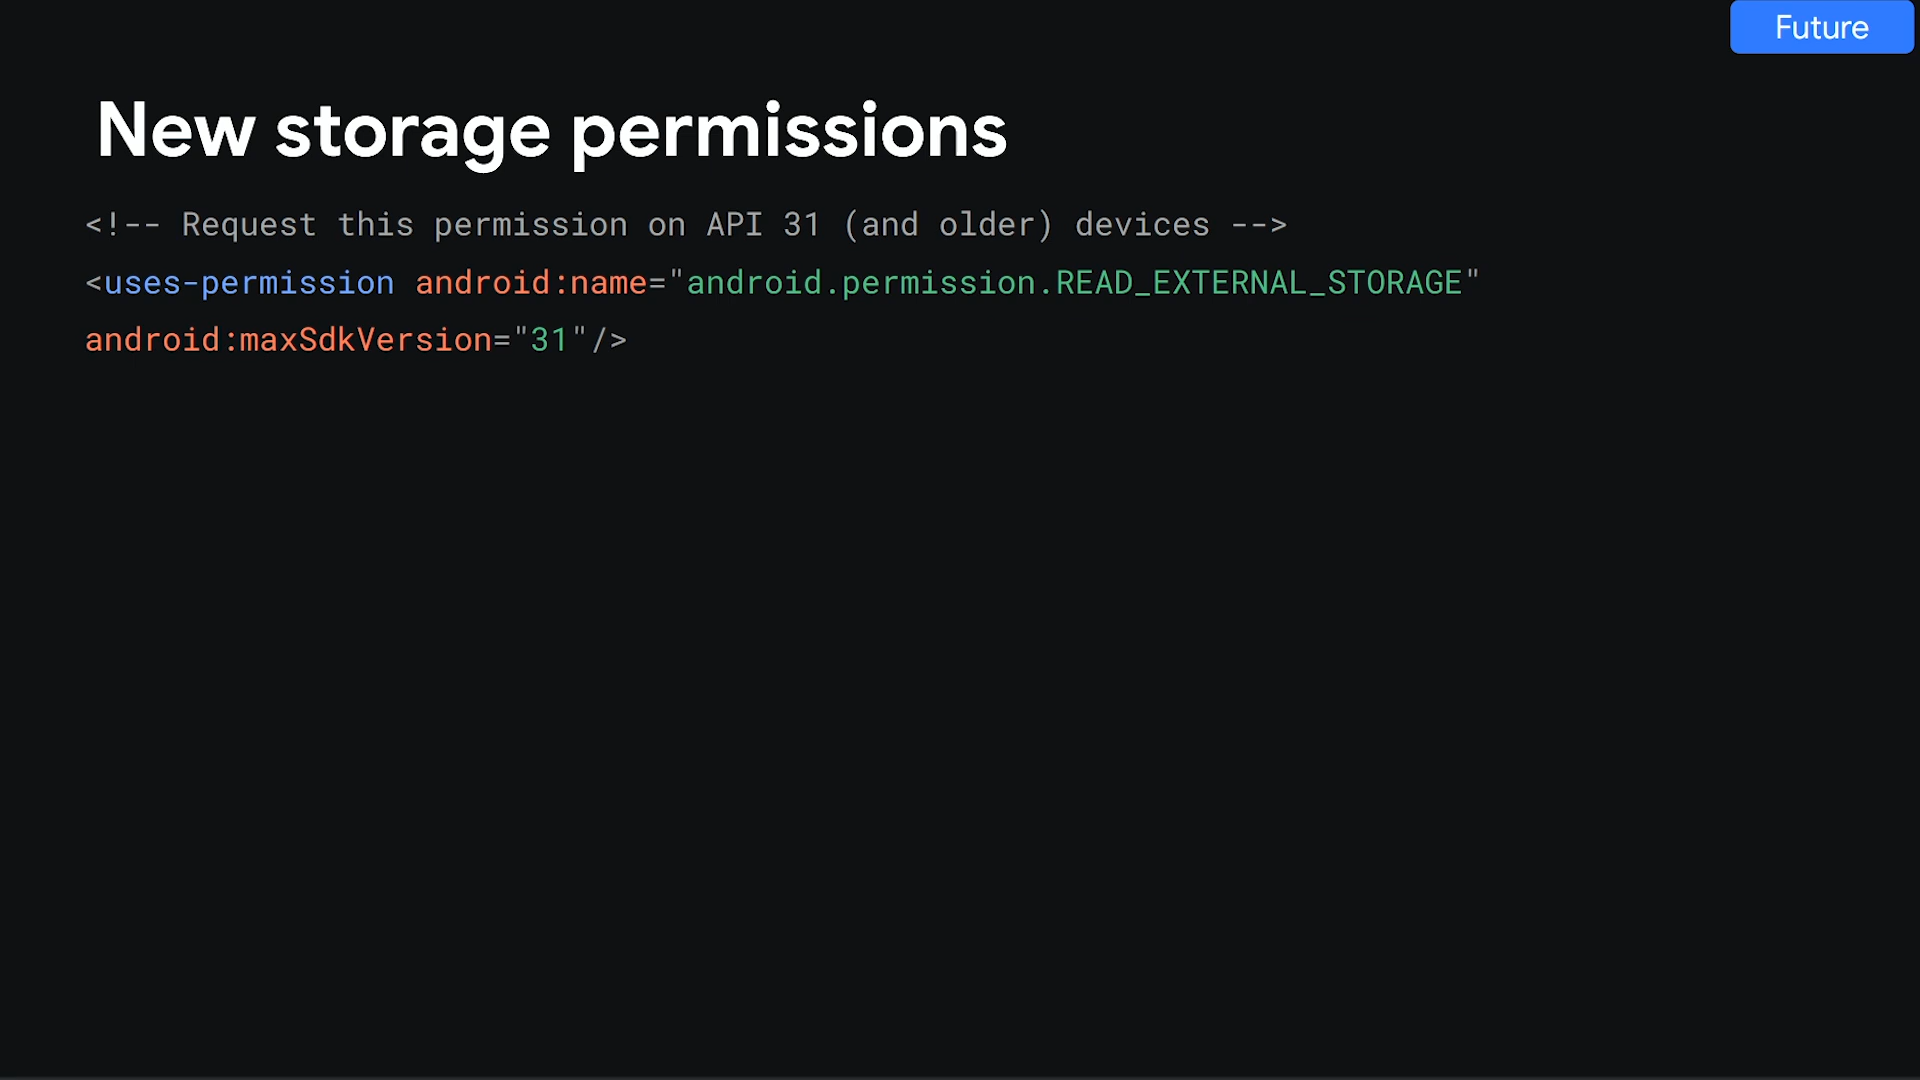 Future
New storage permissions
<!-- Request this permission on API 31 (and older) devices -->
<uses-permission android:name="android.permission.READ_EXTERNAL_STORAGE"
android:maxSdkVersion="31"/>